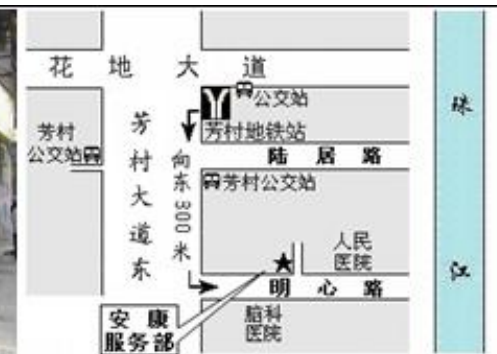 花地大道
公交站
芳村地铁站
芳村
公交站
芳村大道东
向东300米
陆居路
芳村公交站
人民
医院
明心路
安康
服务部
脑科
医院
珠江